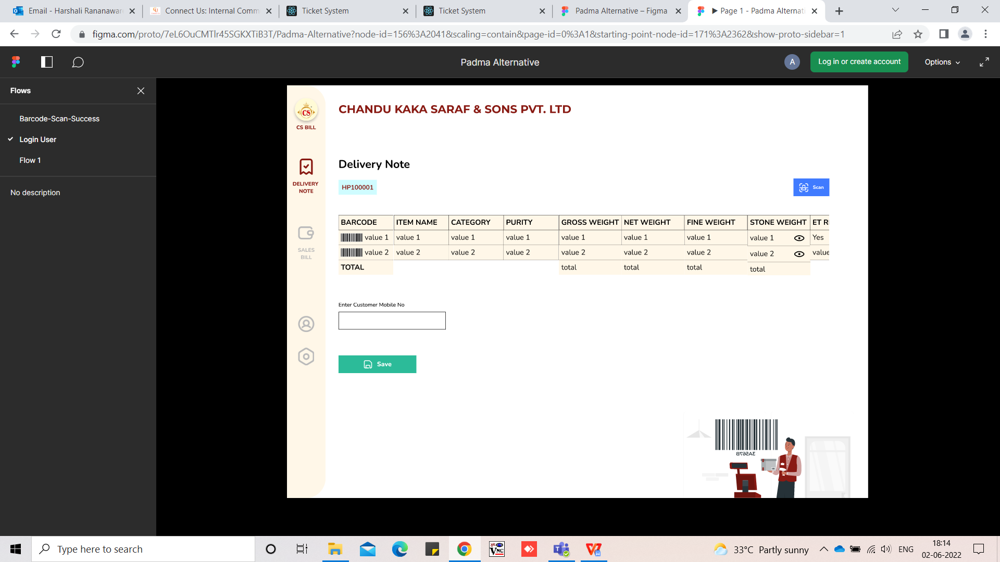 Email - Harshali Rananaware
Connect Us: Internal Comm
Ticket System
Ticket System
Padma Alternative – Figma
Page 1 - Padma Alternati
figma.com/proto/7eL6OuCMTlr45SGKXTiB3T/Padma-Alternative?node-id=156%3A2041&scaling=contain&page-id=0%3A1&starting-point-node-id=171%3A2362&show-proto-sidebar=1
Padma Alternative
A
Log in or create account
Options
Flows
Barcode-Scan-Success
Login User
Flow 1
No description
CS
CS BILL
DELIVERY
NOTE
SALES
BILL
CHANDU KAKA SARAF & SONS PVT. LTD
Delivery Note
HP100001
Scan
BARCODE ITEM NAME CATEGORY PURITY GROSS WEIGHT NET WEIGHT FINE WEIGHT STONE WEIGHT ET R
value 1 value 1 value 1 value 1 value 1 value 1 value 1 value 1 Yes
value 2 value 2 value 2 value 2 value 2 value 2 value 2 value 2 value
TOTAL total total total total
Enter Customer Mobile No
Save
3A567B
Type here to search
VNC
33°C Partly sunny
ENG
18:14
02-06-2022